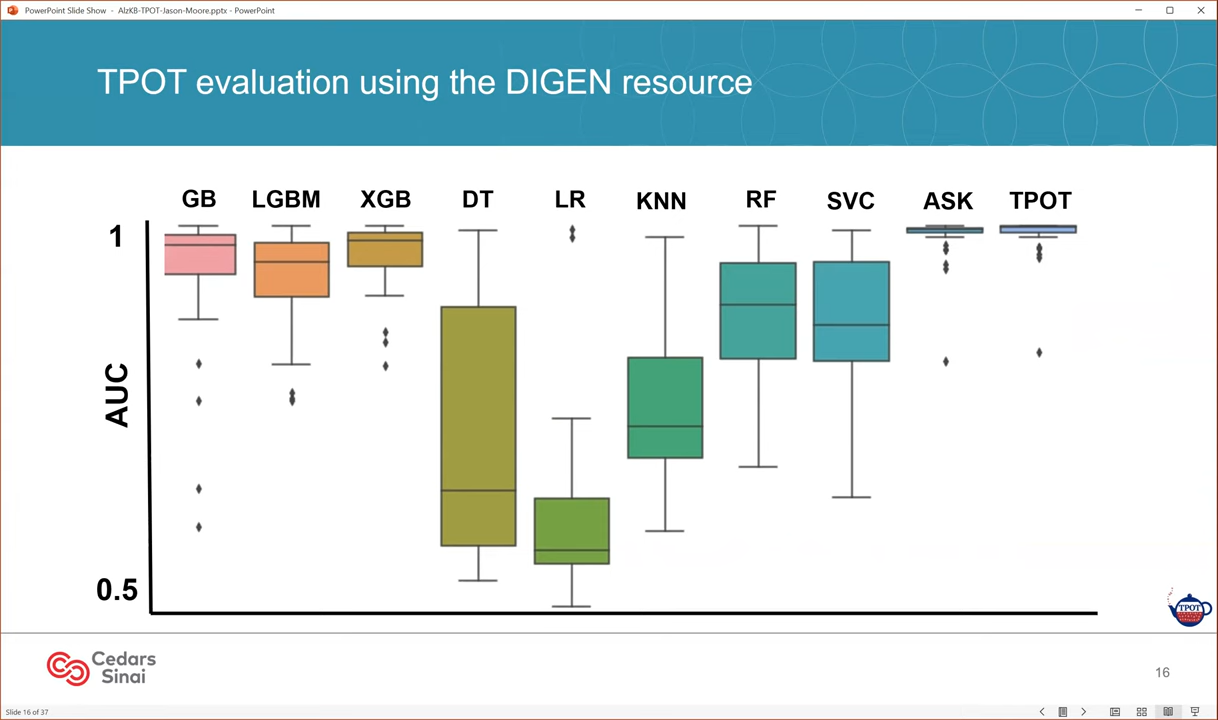 PowerPoint Slide Show - AlzKB-TPOT-Jason-Moore.pptx - PowerPoint
TPOT evaluation using the DIGEN resource
GB LGBM XGB DT LR KNN RF SVC ASK TPOT
1
AUC
0.5
TPOT
Cedars
Sinai
16
Slide 16 of 37